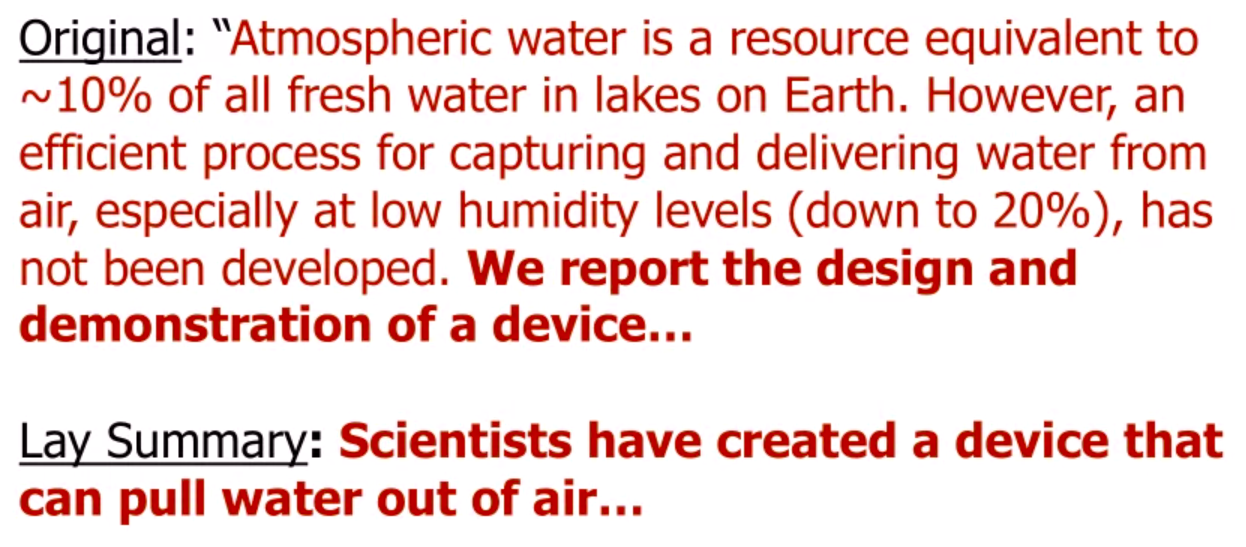 Original: “Atmospheric water is a resource equivalent to
~10% of all fresh water in lakes on Earth. However, an
efficient process for capturing and delivering water from
air, especially at low humidity levels (down to 20%), has
not been developed. We report the design and
demonstration of a device...
Lay Summary: Scientists have created a device that
can pull water out of air...